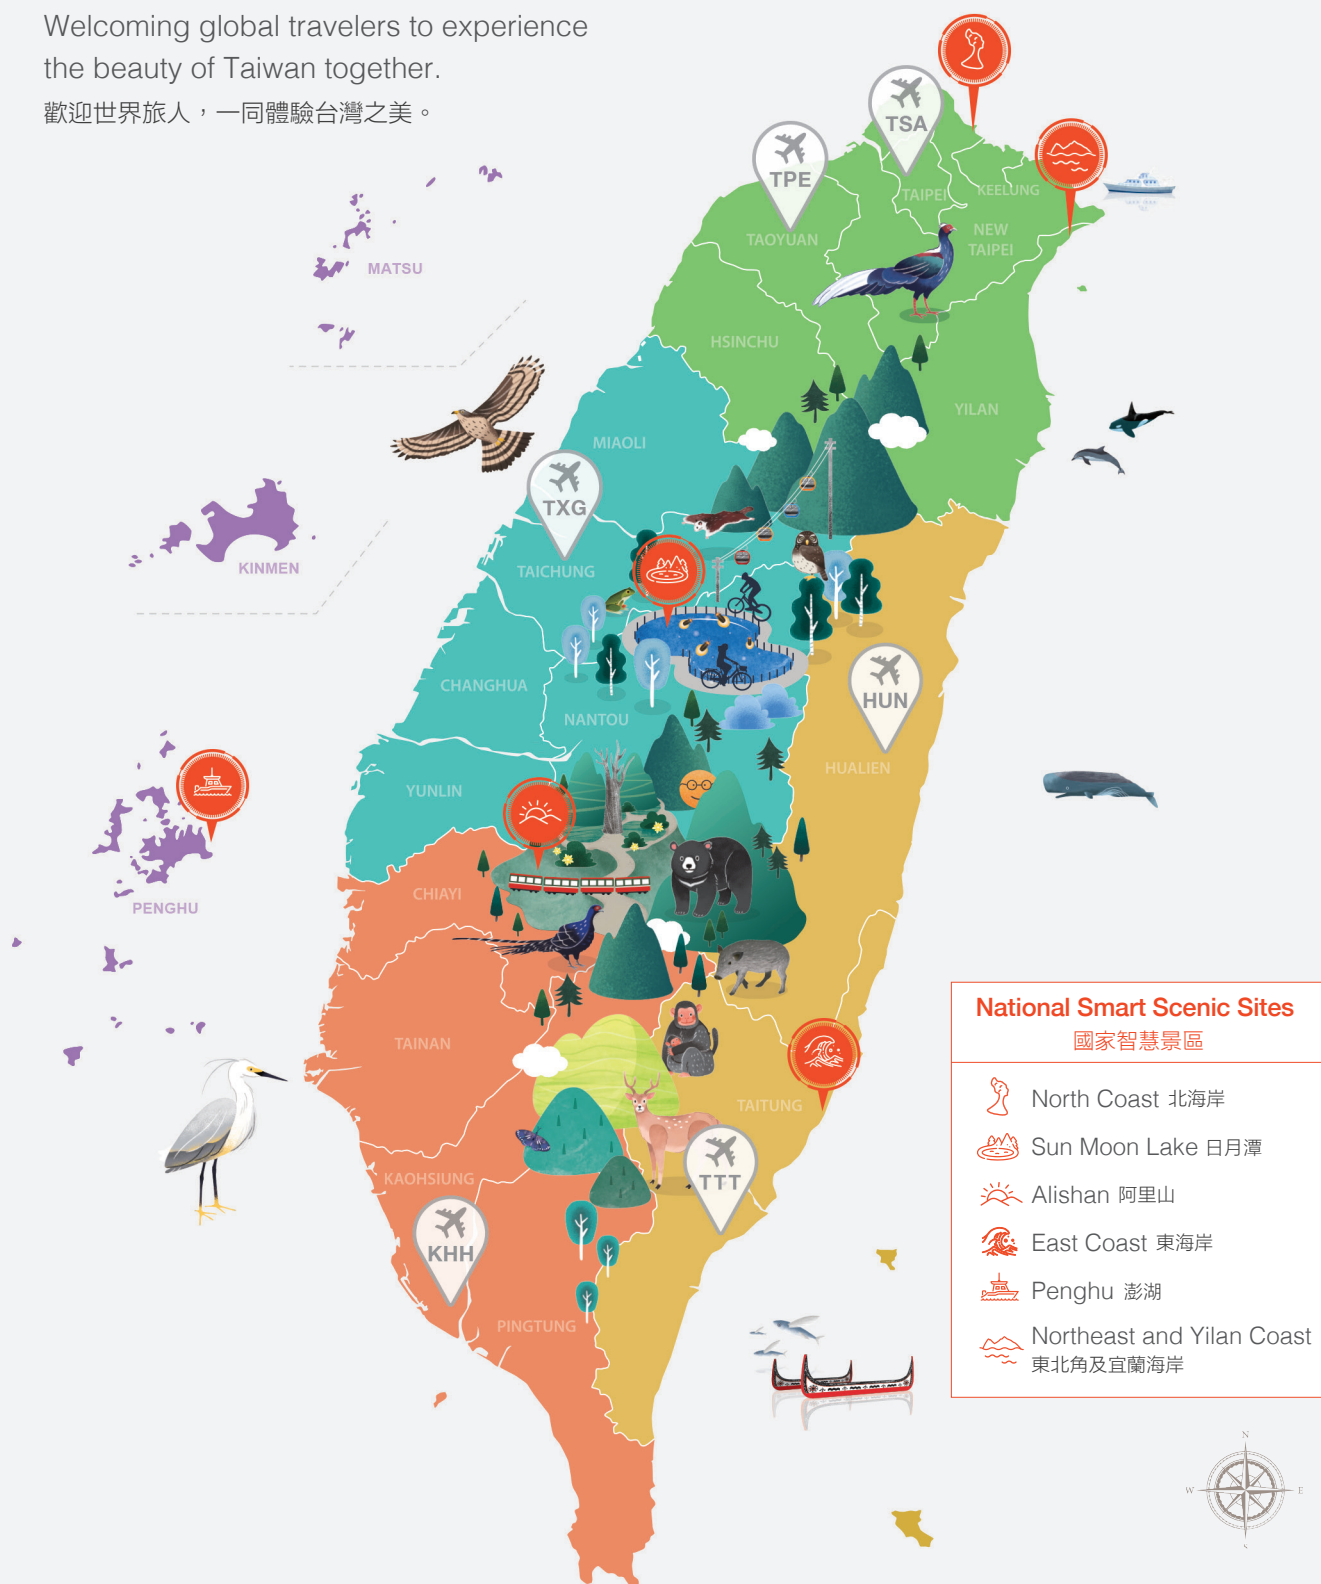 Welcoming global travelers to experience
the beauty of Taiwan together.
歡迎世界旅人，一同體驗台灣之美。
TSA
TPE
TAIPEI
KEELUNG
TAOYUAN
NEW
TAIPEI
MATSU
HSINCHU
YILAN
MIAOLI
TXG
TAICHUNG
KINMEN
CHANGHUA
NANTOU
HUN
HUALIEN
YUNLIN
CHIAYI
PENGHU
TAINAN
TAITUNG
KAOHSIUNG
TTT
KHH
PINGTUNG
National Smart Scenic Sites
國家智慧景區
North Coast 北海岸
Sun Moon Lake 日月潭
Alishan 阿里山
East Coast 東海岸
Penghu 澎湖
Northeast and Yilan Coast
東北角及宜蘭海岸
N
W E
S